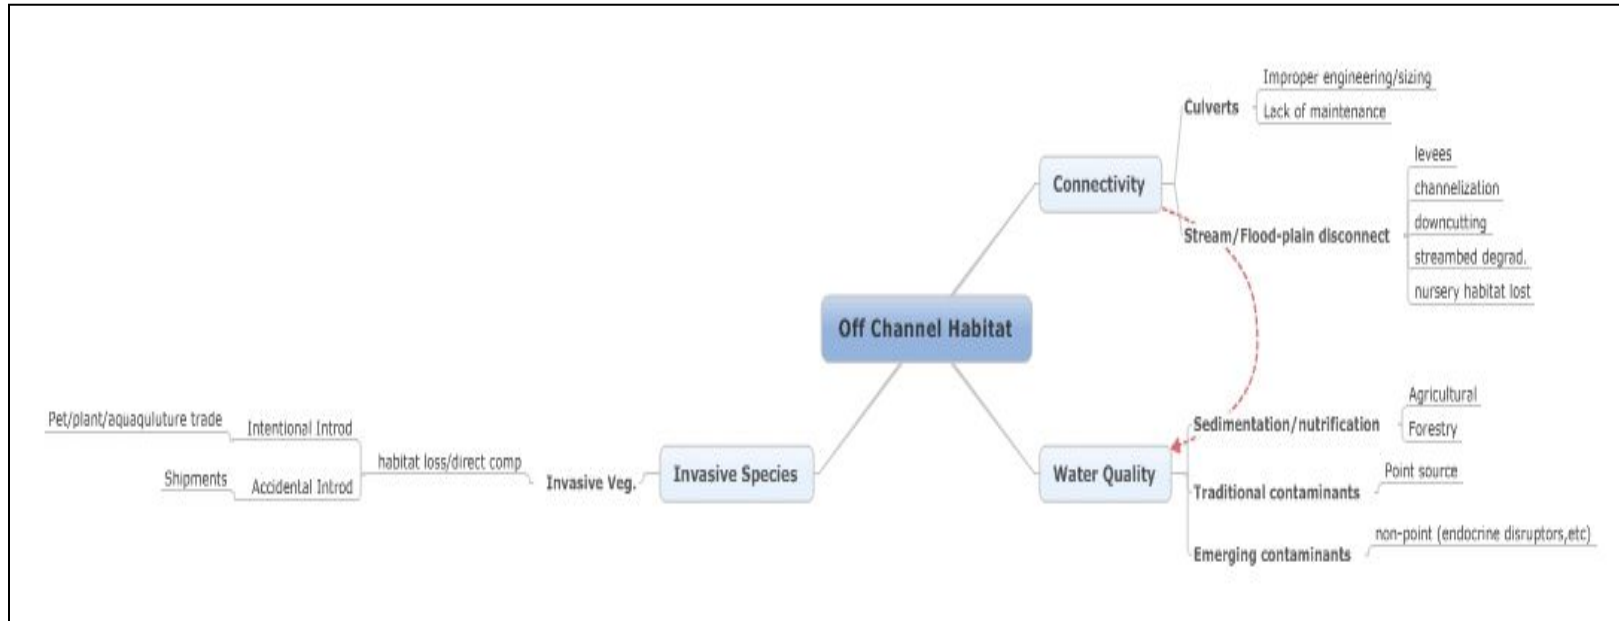 Improper engineering/sizing
Culverts
Lack of maintenance
levees
Connectivity
channelization
downcutting
Stream/Flood-plain disconnect
streambed degrad.
nursery habitat lost
Off Channel Habitat
Agricultural
Sedimentation/nutrification
Forestry
Pet/plant/aquaquluture trade
Intentional Introd
habitat loss/direct comp
Shipments
Accidental Introd
Invasive Veg.
Invasive Species
Water Quality
Point source
Traditional contaminants
non-point (endocrine disruptors,etc)
Emerging contaminants